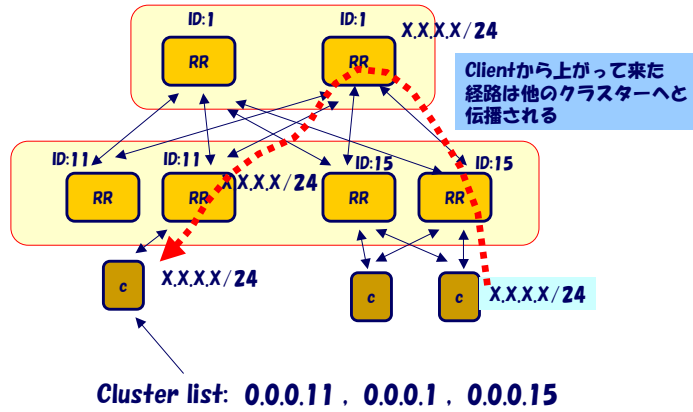 ID:1
ID:1
X.X.X.X/24
RR
RR
Clientから上がって来た
経路は他のクラスターへと
伝播される
ID:11
ID:11
ID:15
ID:15
RR
RR
X.X.X.X/24
RR
RR
c
X.X.X.X/24
c
c
X.X.X.X/24
Cluster list: 0.0.0.11 , 0.0.0.1 , 0.0.0.15